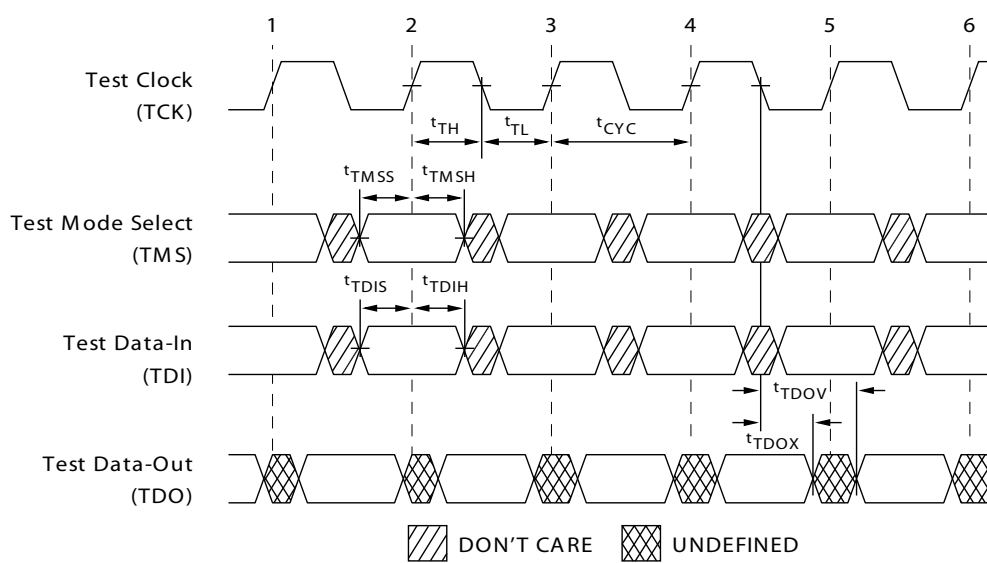 1 2 3 4 5 6
Test Clock
(TCK)
tTH tTL tCYC
tTMSS tTMSH
Test Mode Select
(TMS)
tTDIS tTDIH
Test Data-In
(TDI)
tTDOV
tTDOX
Test Data-Out
(TDO)
DON'T CARE UNDEFINED